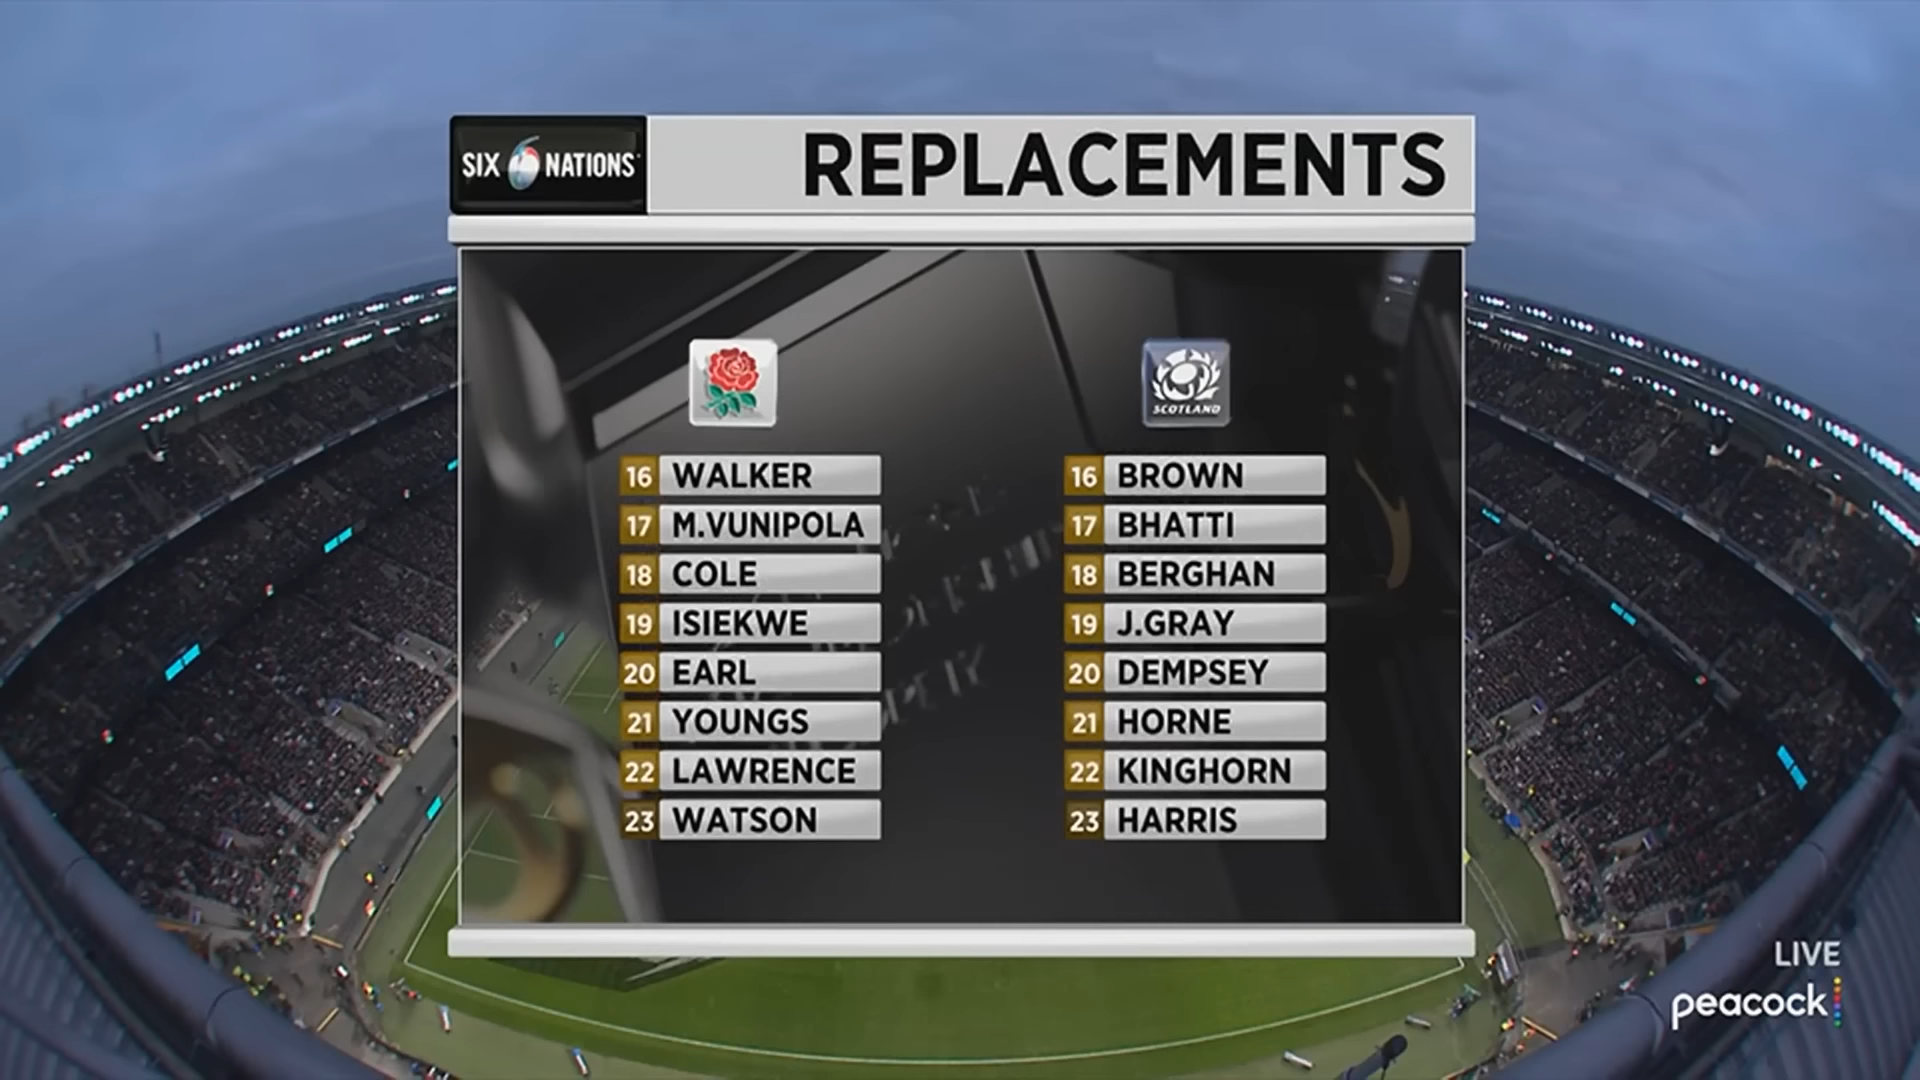 SIX NATIONS
REPLACEMENTS
SCOTLAND
16 WALKER
17 M.VUNIPOLA
18 COLE
19 ISIEKWE
20 EARL
21 YOUNGS
22 LAWRENCE
23 WATSON
16 BROWN
17 BHATTI
18 BERGHAN
19 J.GRAY
20 DEMPSEY
21 HORNE
22 KINGHORN
23 HARRIS
LIVE
peacock